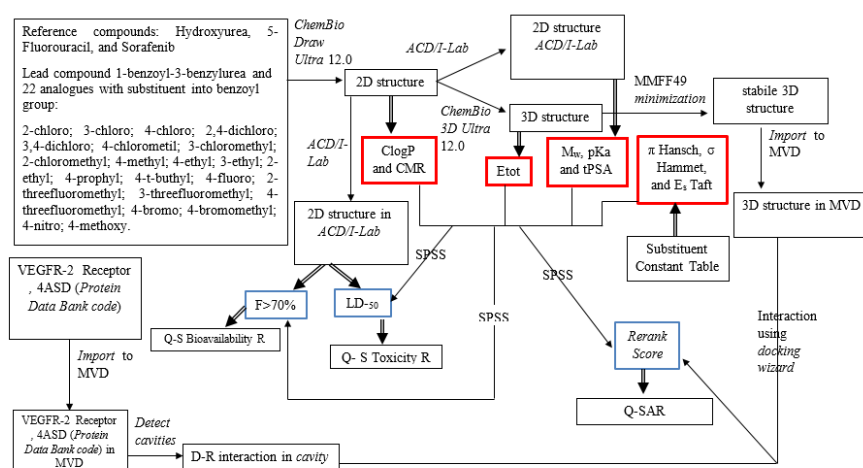 Reference compounds: Hydroxyurea, 5-
Fluorouracil, and Sorafenib
Lead compound 1-benzoyl-3-benzylurea and
22 analogues with substituent into benzoyl
group:
2-chloro; 3-chloro; 4-chloro; 2,4-dichloro;
3,4-dichloro; 4-chlorometil; 3-chloromethyl;
2-chloromethyl; 4-methyl; 4-ethyl; 3-ethyl; 2-
ethyl; 4-prophyl; 4-t-buthyl; 4-fluoro; 2-
threefluoromethyl; 3-threefluoromethyl; 4-
threefluoromethyl; 4-bromo; 4-bromomethyl;
4-nitro; 4-methoxy.
ChemBio
Draw
Ultra 12.0
2D structure
ACD/I-Lab
2D structure
ACD/I-Lab
ChemBio
3D Ultra
12.0
3D structure
MMFF49
minimization
stabile 3D
structure
Import to
MVD
3D structure in MVD
ACD/I-
Lab
ClogP
and CMR
Etot
Mw, pKa
and tPSA
π Hansch, σ
Hammet,
and Es Taft
Substituent
Constant Table
2D structure in
ACD/I-Lab
SPSS
SPSS
SPSS
F>70%
LD-50
Q-S Bioavailability R
Q- S Toxicity R
Rerank
Score
Q-SAR
Interaction
using
docking
wizard
VEGFR-2 Receptor
, 4ASD (Protein
Data Bank code)
Import to
MVD
VEGFR-2 Receptor
, 4ASD (Protein
Data Bank code) in
MVD
Detect
cavities
D-R interaction in cavity